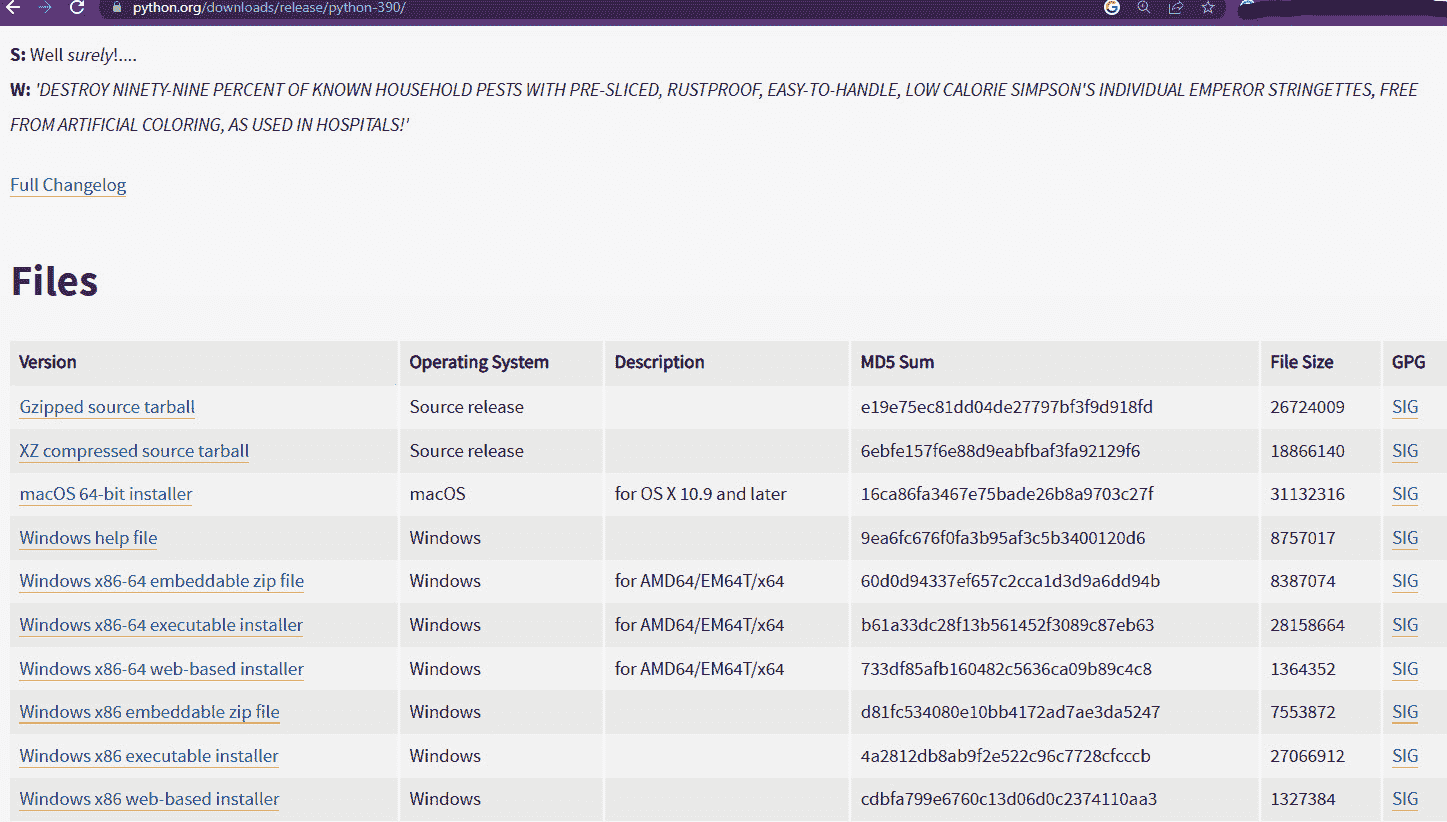 python.org/downloads/release/python-390/
S: Well surely!....
W: 'DESTROY NINETY-NINE PERCENT OF KNOWN HOUSEHOLD PESTS WITH PRE-SLICED, RUSTPROOF, EASY-TO-HANDLE, LOW CALORIE SIMPSON'S INDIVIDUAL EMPEROR STRINGETTES, FREE
FROM ARTIFICIAL COLORING, AS USED IN HOSPITALS!'
Full Changelog
Files
Version Operating System Description MD5 Sum File Size GPG
Gzipped source tarball Source release e19e75ec81dd04de27797bf3f9d918fd 26724009 SIG
XZ compressed source tarball Source release 6ebfe157f6e88d9eabfbaf3fa92129f6 18866140 SIG
macOS 64-bit installer macOS for OS X 10.9 and later 16ca86fa3467e75bade26b8a9703c27f 31132316 SIG
Windows help file Windows 9ea6fc676f0fa3b95af3c5b3400120d6 8757017 SIG
Windows x86-64 embeddable zip file Windows for AMD64/EM64T/x64 60d0d94337ef657c2cca1d3d9a6dd94b 8387074 SIG
Windows x86-64 executable installer Windows for AMD64/EM64T/x64 b61a33dc28f13b561452f3089c87eb63 28158664 SIG
Windows x86-64 web-based installer Windows for AMD64/EM64T/x64 733df85afb160482c5636ca09b89c4c8 1364352 SIG
Windows x86 embeddable zip file Windows d81fc534080e10bb4172ad7ae3da5247 7553872 SIG
Windows x86 executable installer Windows 4a2812db8ab9f2e522c96c7728cfcccb 27066912 SIG
Windows x86 web-based installer Windows cdbfa799e6760c13d06d0c2374110aa3 1327384 SIG